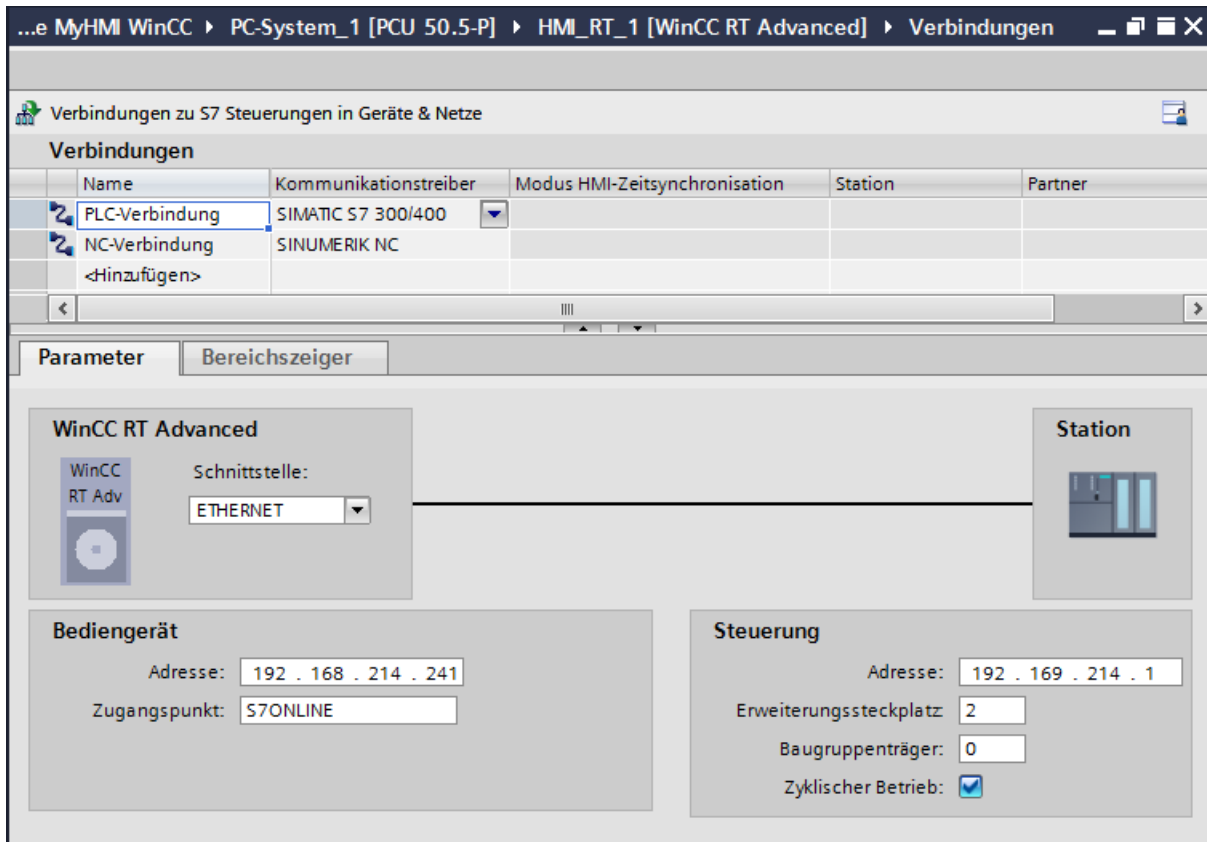 ...e MyHMI WinCC ▸ PC-System_1 [PCU 50.5-P] ▸ HMI_RT_1 [WinCC RT Advanced] ▸ Verbindungen
Verbindungen zu S7 Steuerungen in Geräte & Netze
Verbindungen
Name Kommunikationstreiber Modus HMI-Zeitsynchronisation Station Partner
PLC-Verbindung SIMATIC S7 300/400
NC-Verbindung SINUMERIK NC
<Hinzufügen>
Parameter Bereichszeiger
WinCC RT Advanced
WinCC
RT Adv
Schnittstelle:
ETHERNET
Station
Bediengerät
Adresse: 192 . 168 . 214 . 241
Zugangspunkt: S7ONLINE
Steuerung
Adresse: 192 . 169 . 214 . 1
Erweiterungssteckplatz: 2
Baugruppenträger: 0
Zyklischer Betrieb: